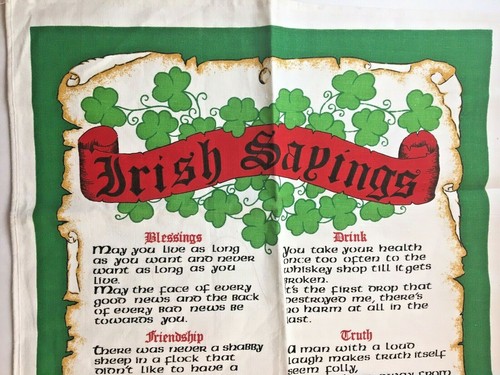 Irish Sayings
Blessings
May you live as long
as you want and never
want as long as you
live.
May the face of every
good news and the back
of every bad news be
towards you.
Friendship
There was never a shabby
sheep in a flock that
didn't like to have a
Drink
You take your health
once too often to the
whiskey shop till it gets
broken.
It's the first drop that
destroyed me, there's
no harm at all in the
last.
Truth
A man with a loud
laugh makes truth itself
seem folly,
away from